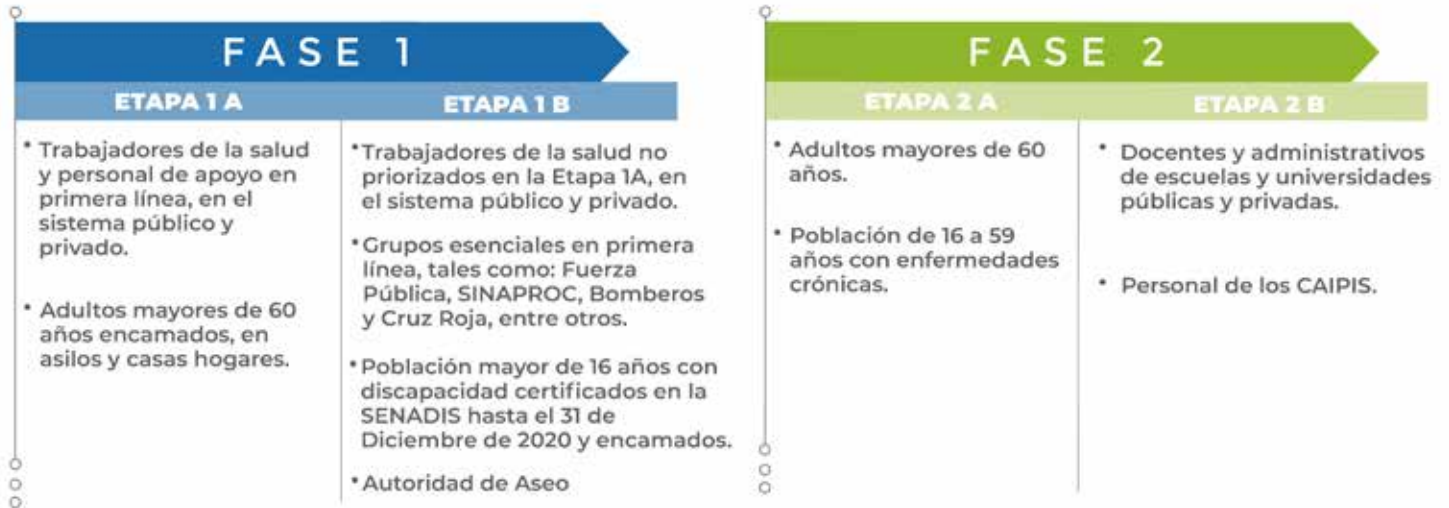 FASE 1
ETAPA 1 A
• Trabajadores de la salud
y personal de apoyo en
primera línea, en el
sistema público y
privado.
• Adultos mayores de 60
años encamados, en
asilos y casas hogares.
ETAPA 1 B
• Trabajadores de la salud no
priorizados en la Etapa 1A, en
el sistema público y privado.
• Grupos esenciales en primera
línea, tales como: Fuerza
Pública, SINAPROC, Bomberos
y Cruz Roja, entre otros.
• Población mayor de 16 años con
discapacidad certificados en la
SENADIS hasta el 31 de
Diciembre de 2020 y encamados.
• Autoridad de Aseo
FASE 2
ETAPA 2 A
• Adultos mayores de 60
años.
• Población de 16 a 59
años con enfermedades
crónicas.
ETAPA 2 B
• Docentes y administrativos
de escuelas y universidades
públicas y privadas.
• Personal de los CAIPIS.